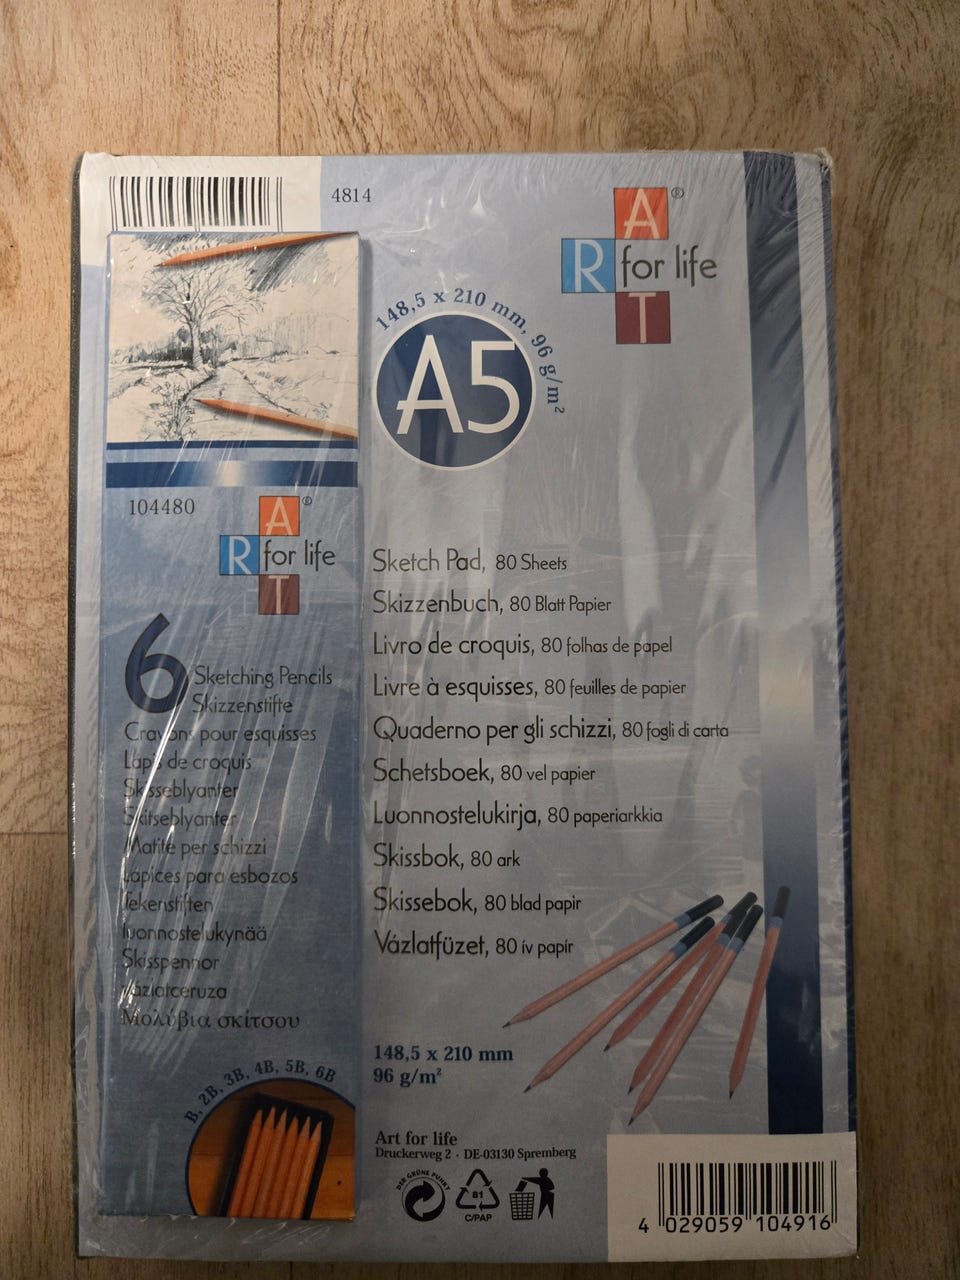 4814
A®
R for life
T
148,5 x 210 mm, 96 g/m²
A5
104480
A®
R for life
T
6
Sketching Pencils
Skizzenstifte
Crayons pour esquisses
Lápis de croquis
Skisseblyanter
Skitseblyanter
Matite per schizzi
Lápices para esbozos
Tekenstiften
luonnostelukynää
Skisspennor
vázlatceruza
Μολύβια σκίτσου
B, 2B, 3B, 4B, 5B, 6B
Sketch Pad, 80 Sheets
Skizzenbuch, 80 Blatt Papier
Livro de croquis, 80 folhas de papel
Livre à esquisses, 80 feuilles de papier
Quaderno per gli schizzi, 80 fogli di carta
Schetsboek, 80 vel papier
Luonnostelukirja, 80 paperiarkkia
Skissbok, 80 ark
Skissebok, 80 blad papir
Vázlatfüzet, 80 ív papír
148,5 x 210 mm
96 g/m²
Art for life
Druckerweg 2 · DE-03130 Spremberg
DER GRÜNE PUNKT
81
C/PAP
4 029059 104916